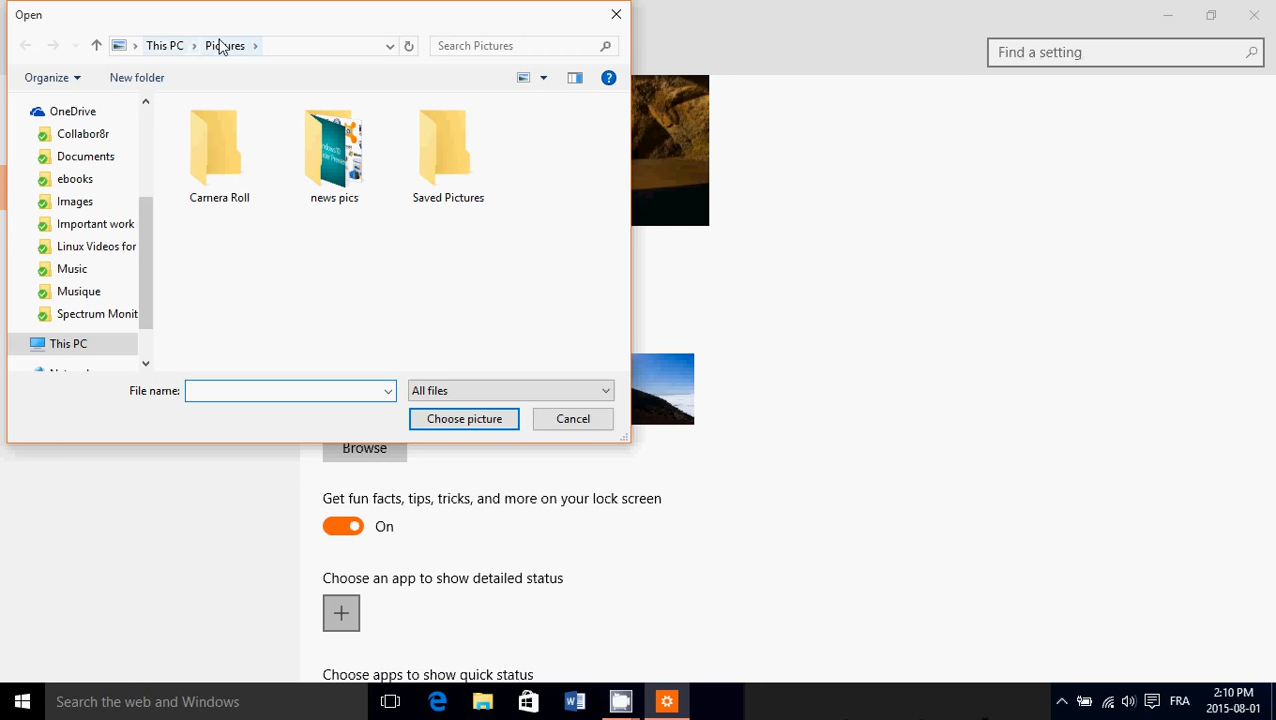 Open
This PC
Pictures
Search Pictures
Find a setting
Organize
New folder
OneDrive
Collabor8r
Documents
ebooks
Images
Important work
Linux Videos for
Music
Musique
Spectrum Monit
This PC
Camera Roll
news pics
Saved Pictures
File name:
All files
Choose picture
Cancel
Browse
Get fun facts, tips, tricks, and more on your lock screen
On
Choose an app to show detailed status
Choose apps to show quick status
Search the web and Windows
FRA
2:10 PM
2015-08-01